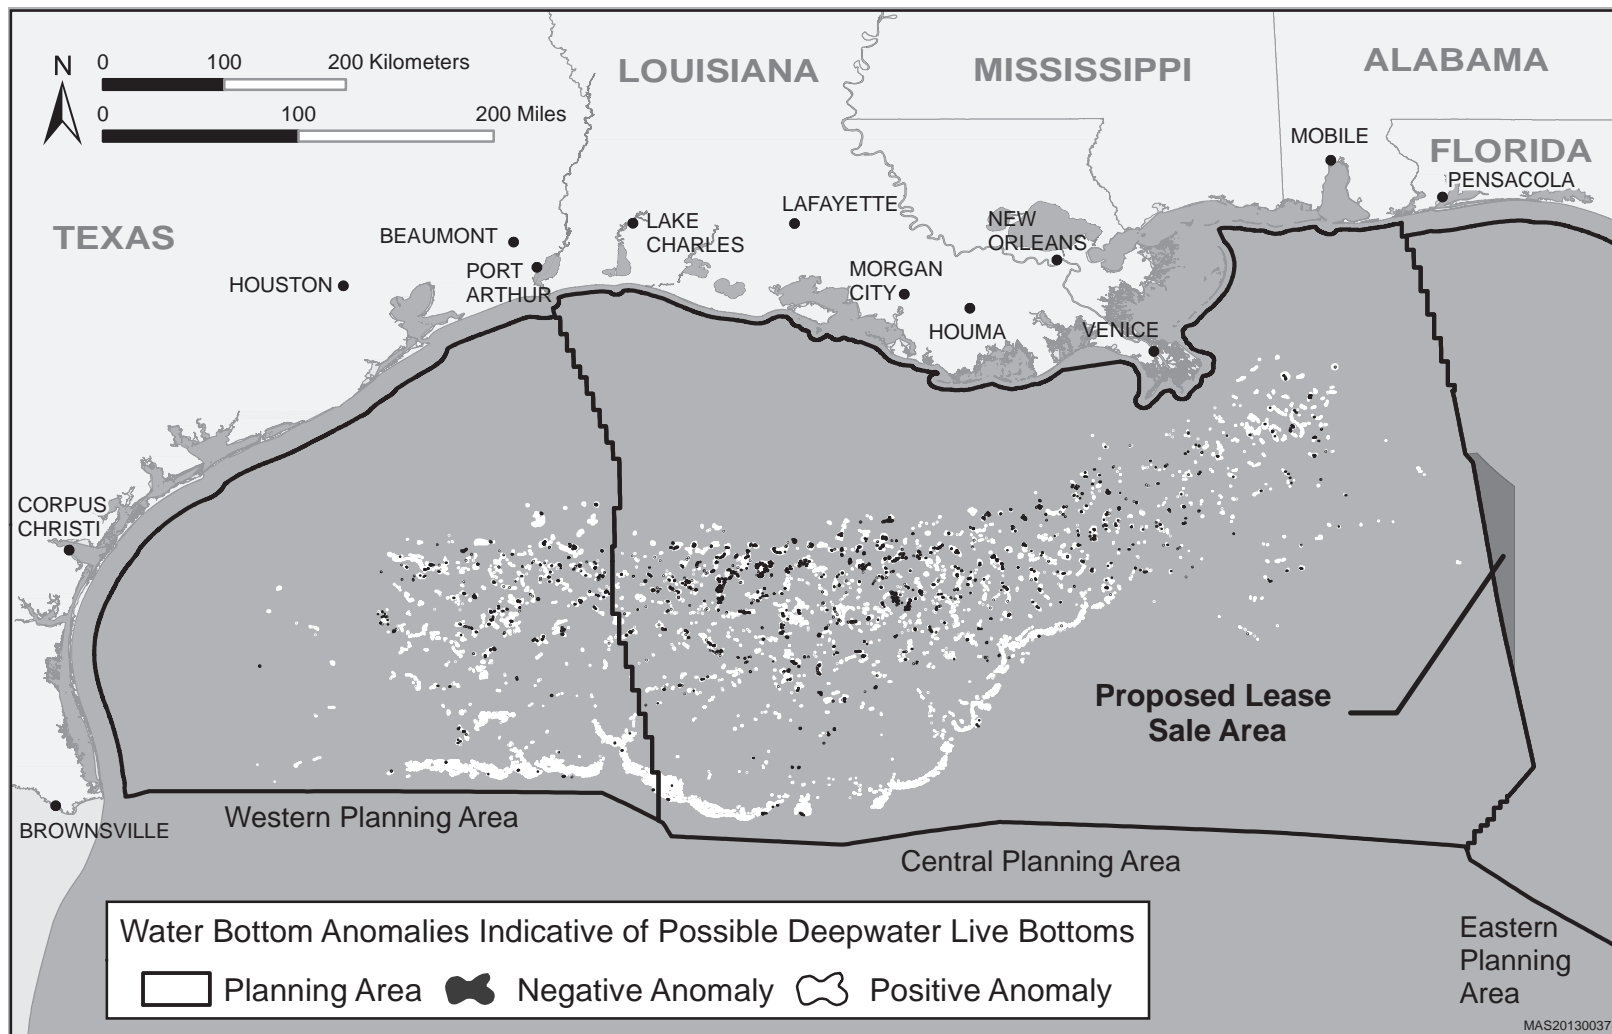 LOUISIANA
MISSISSIPPI
ALABAMA
FLORIDA
TEXAS
N
0 100 200 Kilometers
0 100 200 Miles
MOBILE
PENSACOLA
LAFAYETTE
LAKE
CHARLES
NEW
ORLEANS
BEAUMONT
PORT
ARTHUR
HOUSTON
MORGAN
CITY
HOUMA
VENICE
CORPUS
CHRISTI
BROWNSVILLE
Proposed Lease
Sale Area
Western Planning Area
Central Planning Area
Eastern
Planning
Area
Water Bottom Anomalies Indicative of Possible Deepwater Live Bottoms
Planning Area Negative Anomaly Positive Anomaly
MAS20130037